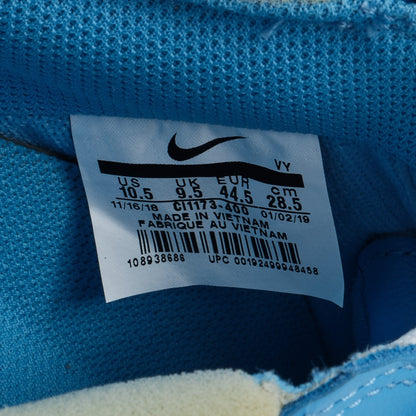 VY
US UK EUR cm
10.5 9.5 44.5 28.5
11/16/18 CI1173-400 01/02/19
MADE IN VIETNAM
FABRIQUE AU VIETNAM
108938686 UPC 00192499948458